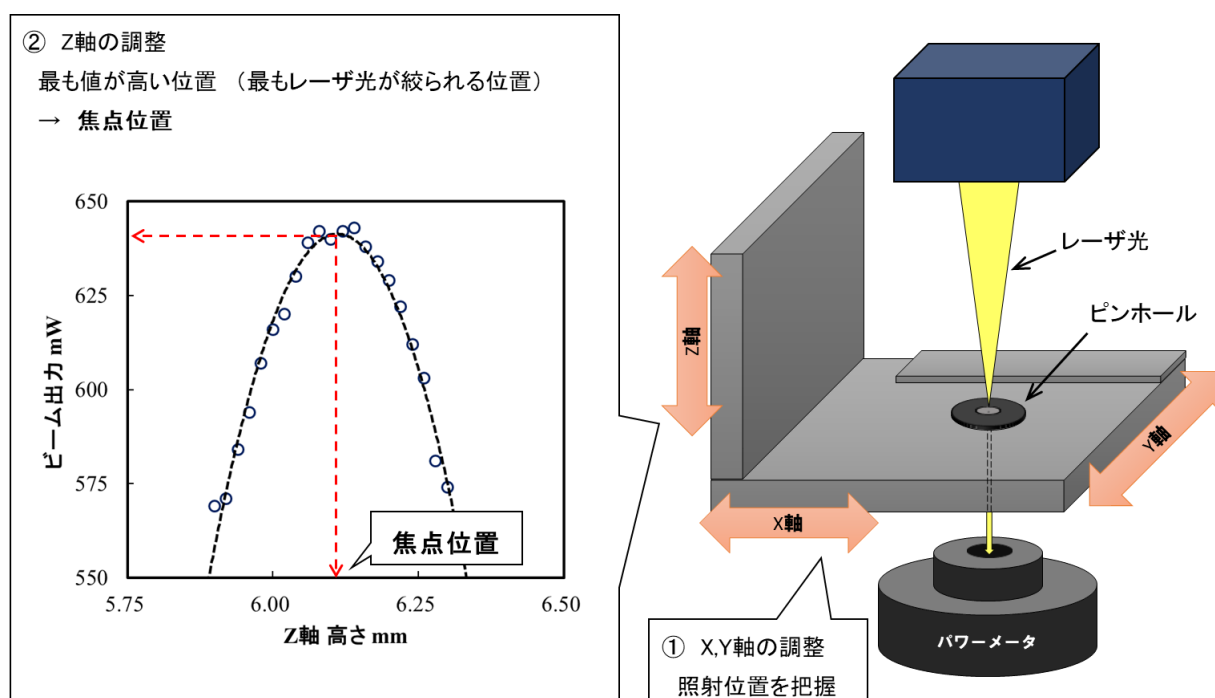 ② Z軸の調整
最も値が高い位置 (最もレーザ光が絞られる位置)
→ 焦点位置
650
625
600
575
550
ビーム出力 mW
5.75
6.00
6.25
6.50
Z軸 高さ mm
焦点位置
レーザ光
ピンホール
Z軸
Y軸
X軸
パワーメータ
① X,Y軸の調整
照射位置を把握